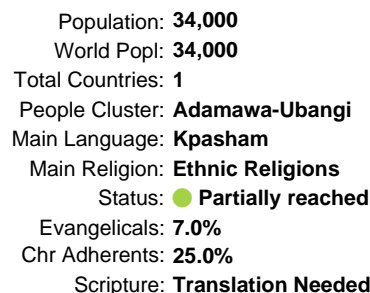 Population: 34,000
World Popl: 34,000
Total Countries: 1
People Cluster: Adamawa-Ubangi
Main Language: Kpasham
Main Religion: Ethnic Religions
Status: Partially reached
Evangelicals: 7.0%
Chr Adherents: 25.0%
Scripture: Translation Needed